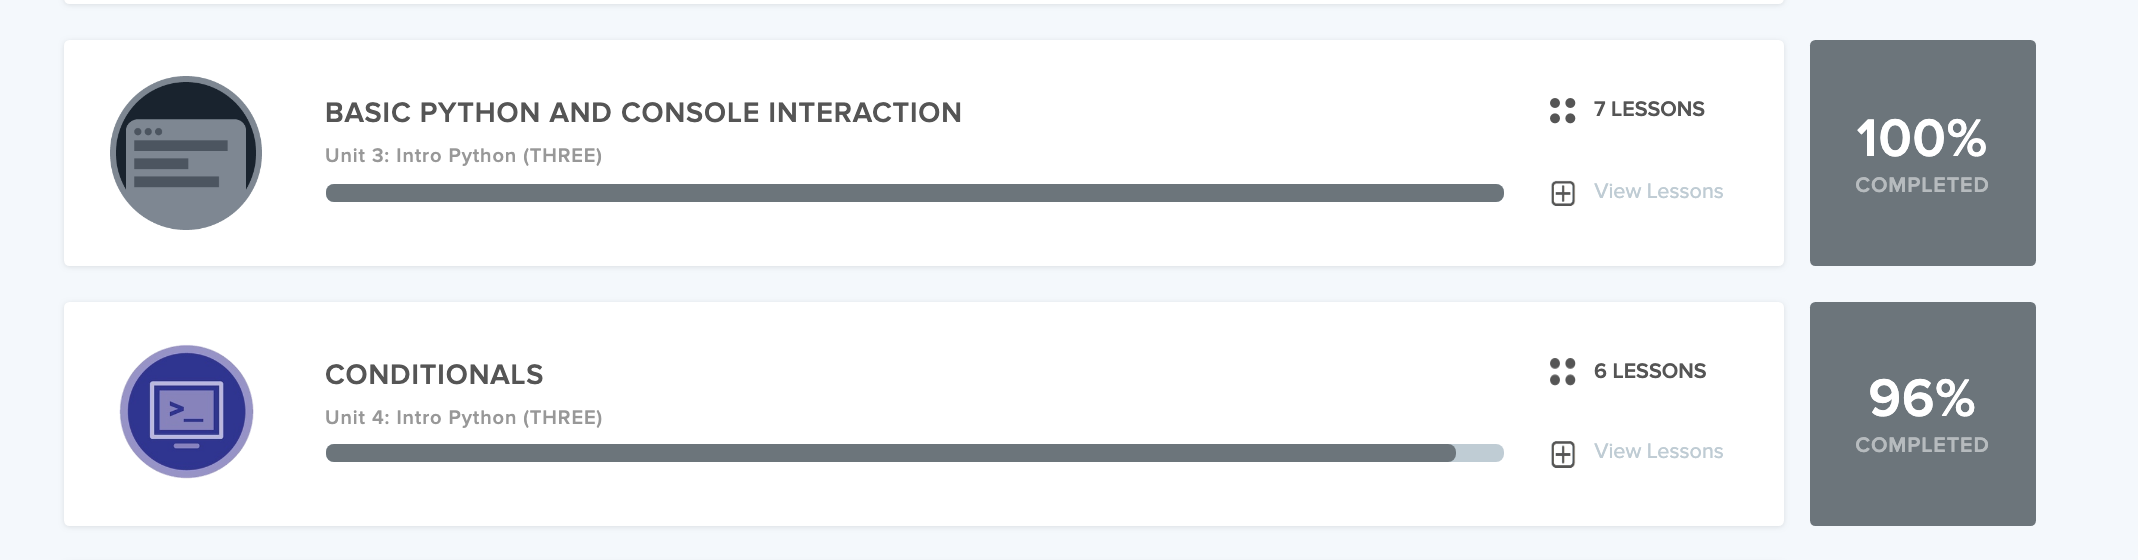 BASIC PYTHON AND CONSOLE INTERACTION
Unit 3: Intro Python (THREE)
7 LESSONS
View Lessons
100%
COMPLETED
CONDITIONALS
Unit 4: Intro Python (THREE)
6 LESSONS
View Lessons
96%
COMPLETED